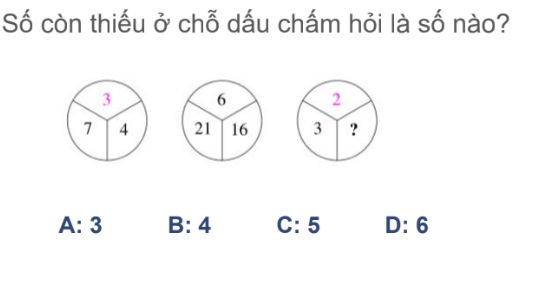 Số còn thiếu ở chỗ dấu chấm hỏi là số nào?
3 6 2
7 4 21 16 3 ?
A: 3 B: 4 C: 5 D: 6